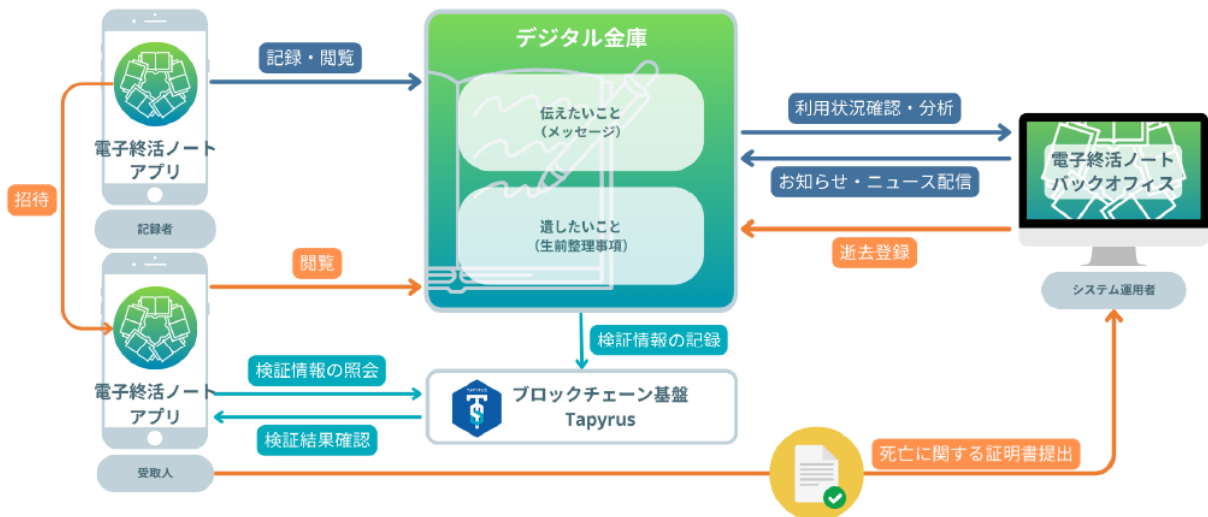 デジタル金庫
記録・閲覧
電子終活ノート
アプリ
記録者
招待
伝えたいこと
（メッセージ）
遺したいこと
（生前整理事項）
利用状況確認・分析
お知らせ・ニュース配信
逝去登録
電子終活ノート
バックオフィス
システム運用者
閲覧
電子終活ノート
アプリ
受取人
検証情報の記録
検証情報の照会
検証結果確認
TAPYRUS
ブロックチェーン基盤
Tapyrus
死亡に関する証明書提出